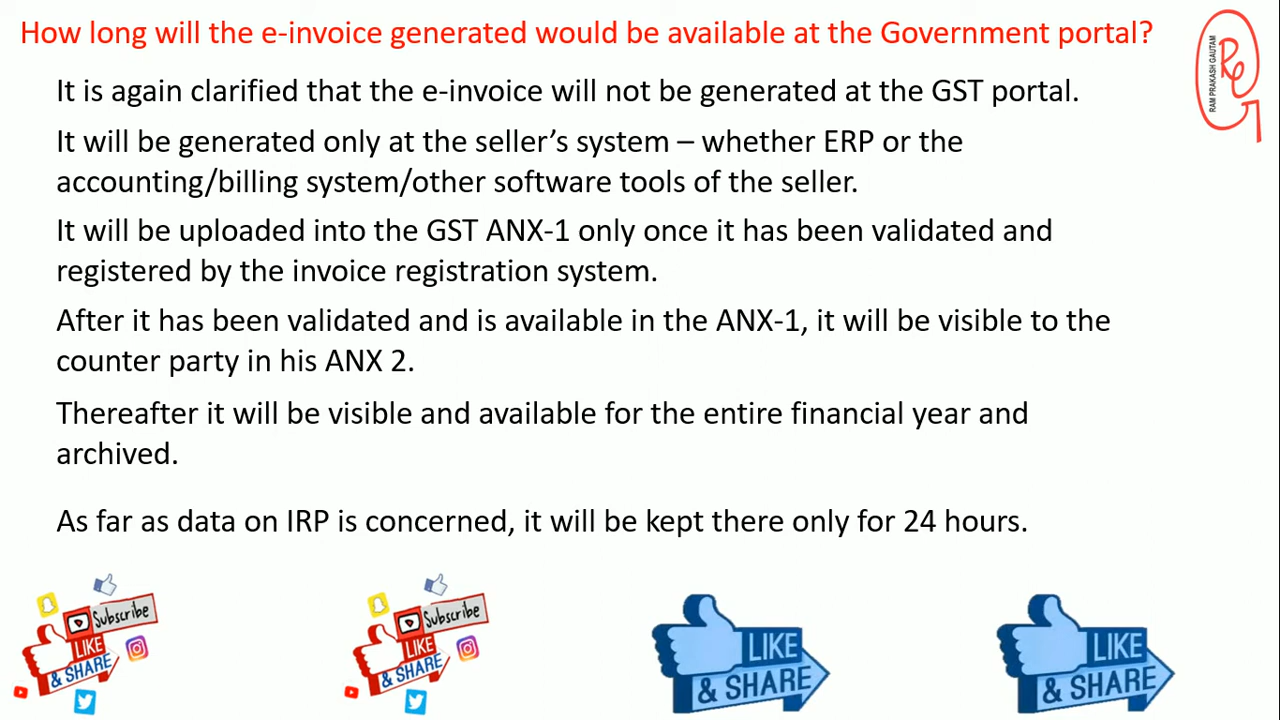 How long will the e-invoice generated would be available at the Government portal?
RAM PRAKASH GAUTAM
It is again clarified that the e-invoice will not be generated at the GST portal.
It will be generated only at the seller’s system – whether ERP or the
accounting/billing system/other software tools of the seller.
It will be uploaded into the GST ANX-1 only once it has been validated and
registered by the invoice registration system.
After it has been validated and is available in the ANX-1, it will be visible to the
counter party in his ANX 2.
Thereafter it will be visible and available for the entire financial year and
archived.
As far as data on IRP is concerned, it will be kept there only for 24 hours.
Subscribe
LIKE
& SHARE
Subscribe
LIKE
& SHARE
LIKE
& SHARE
LIKE
& SHARE